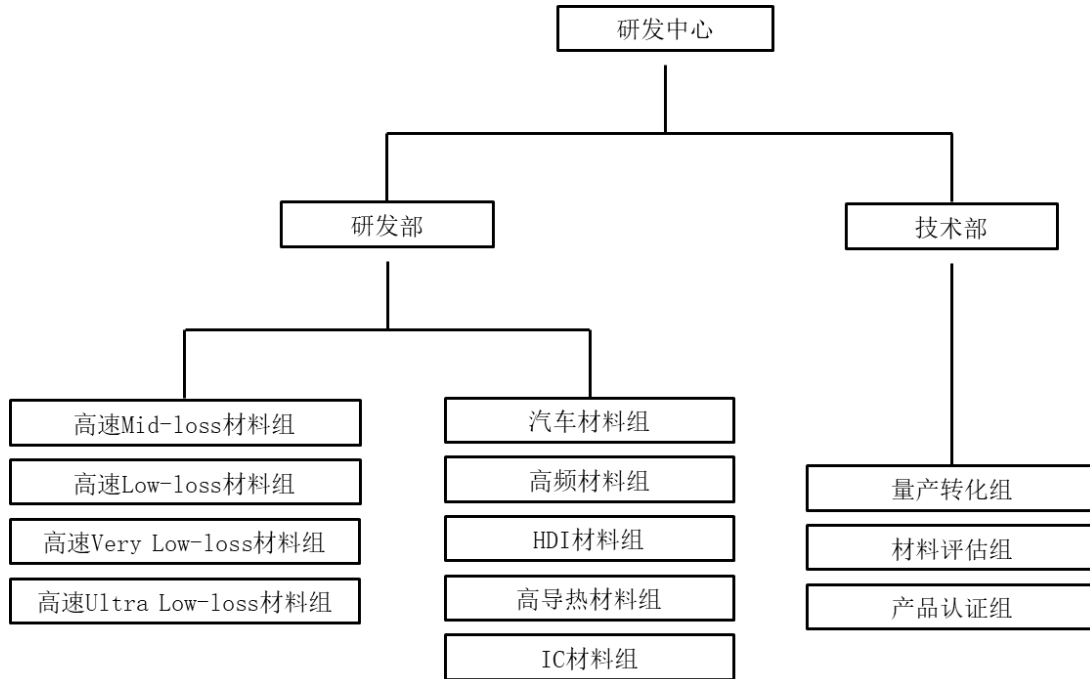 研发中心
研发部
技术部
高速Mid-loss材料组
高速Low-loss材料组
高速Very Low-loss材料组
高速Ultra Low-loss材料组
汽车材料组
高频材料组
HDI材料组
高导热材料组
IC材料组
量产转化组
材料评估组
产品认证组